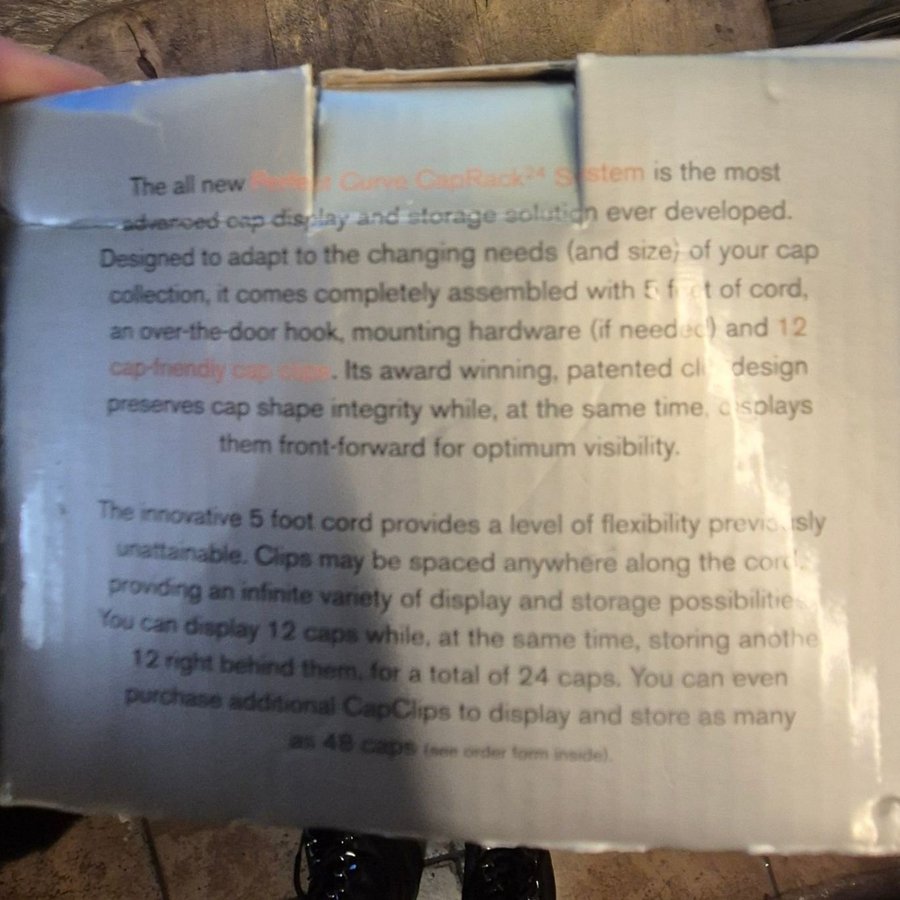 The all new Perfect Curve CapRack24 System is the most
advanced cap display and storage solution ever developed.
Designed to adapt to the changing needs (and size) of your cap
collection, it comes completely assembled with 5 feet of cord,
an over-the-door hook, mounting hardware (if needed) and 12
cap-friendly cap clips. Its award winning, patented clip design
preserves cap shape integrity while, at the same time, displays
them front-forward for optimum visibility.
The innovative 5 foot cord provides a level of flexibility previously
unattainable. Clips may be spaced anywhere along the cord,
providing an infinite variety of display and storage possibilities.
You can display 12 caps while, at the same time, storing another
12 right behind them, for a total of 24 caps. You can even
purchase additional CapClips to display and store as many
as 48 caps (see order form inside).